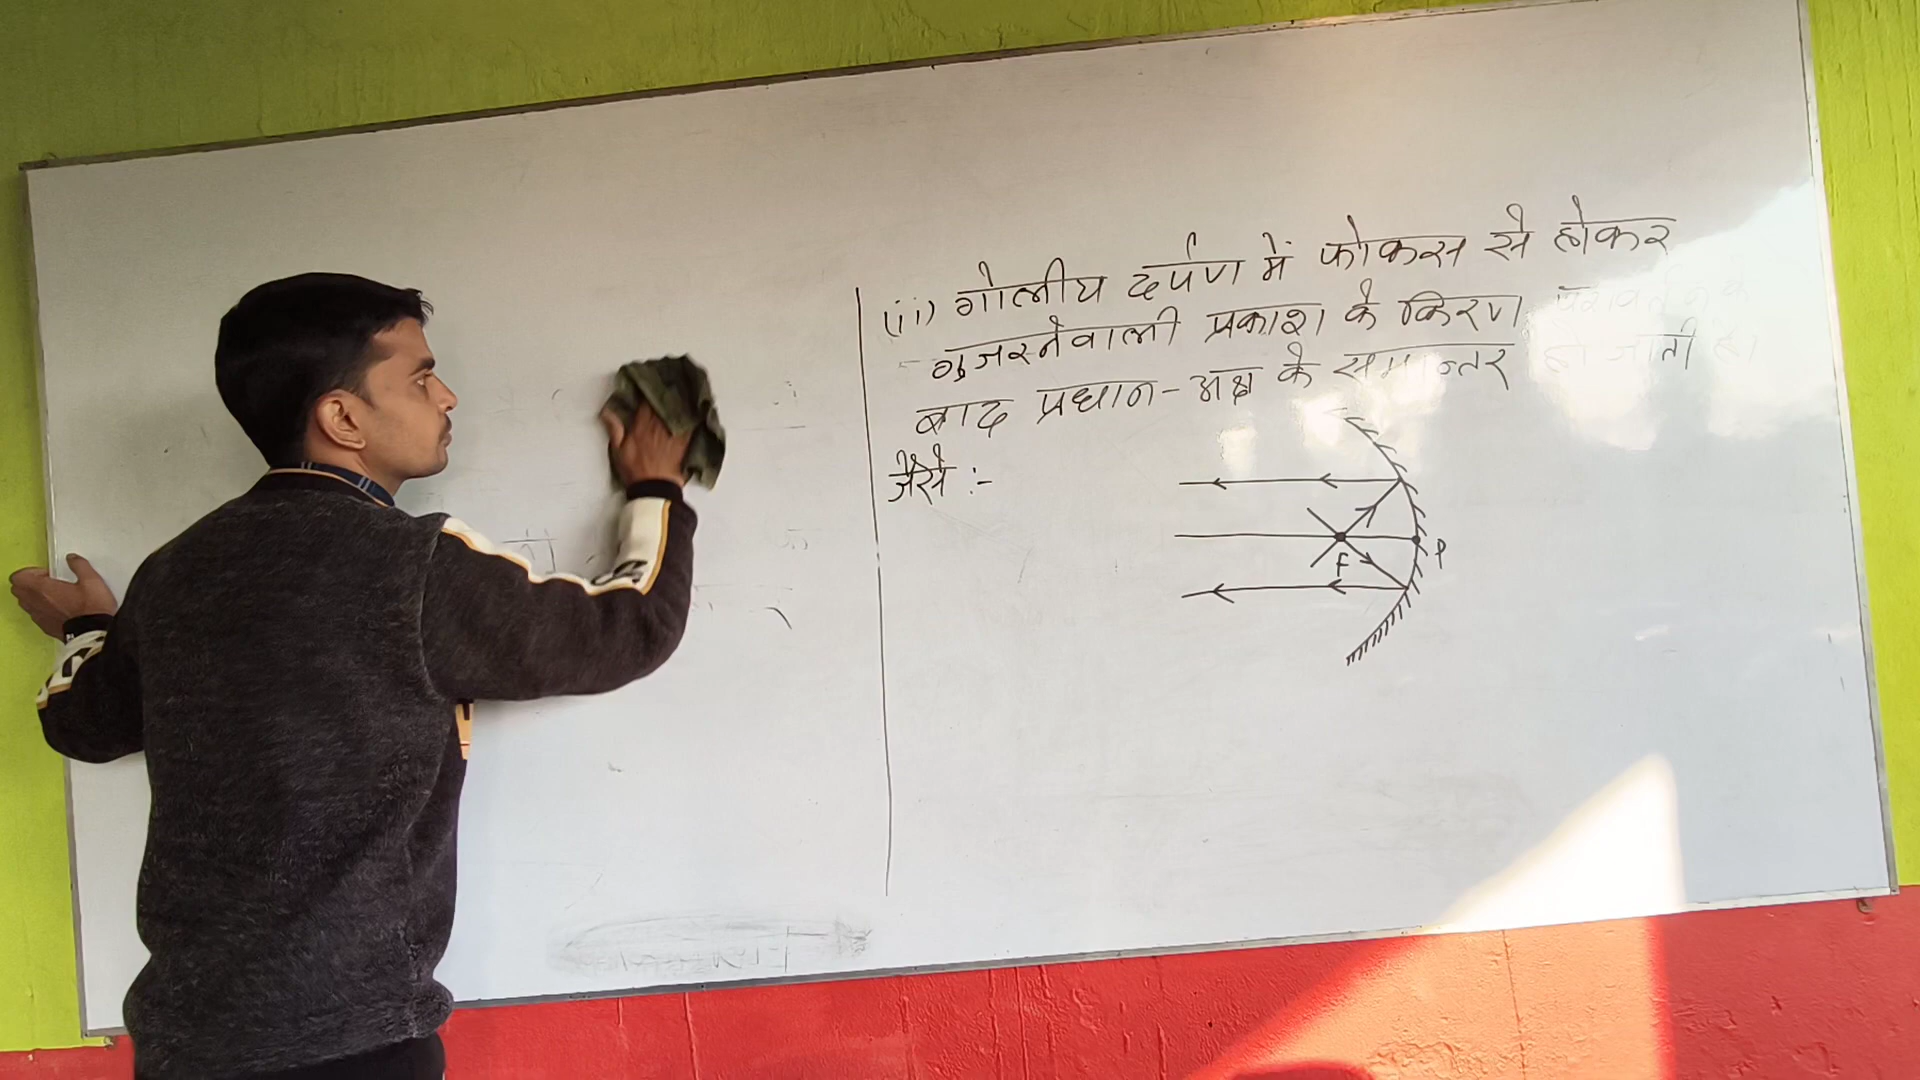 (ii) गोलीय दर्पण में फोकस से होकर
गुजरनेवाली प्रकाश के किरण परावर्तन के
बाद प्रधान-अक्ष के समान्तर हो जाती है।
जैसे :-
F
P